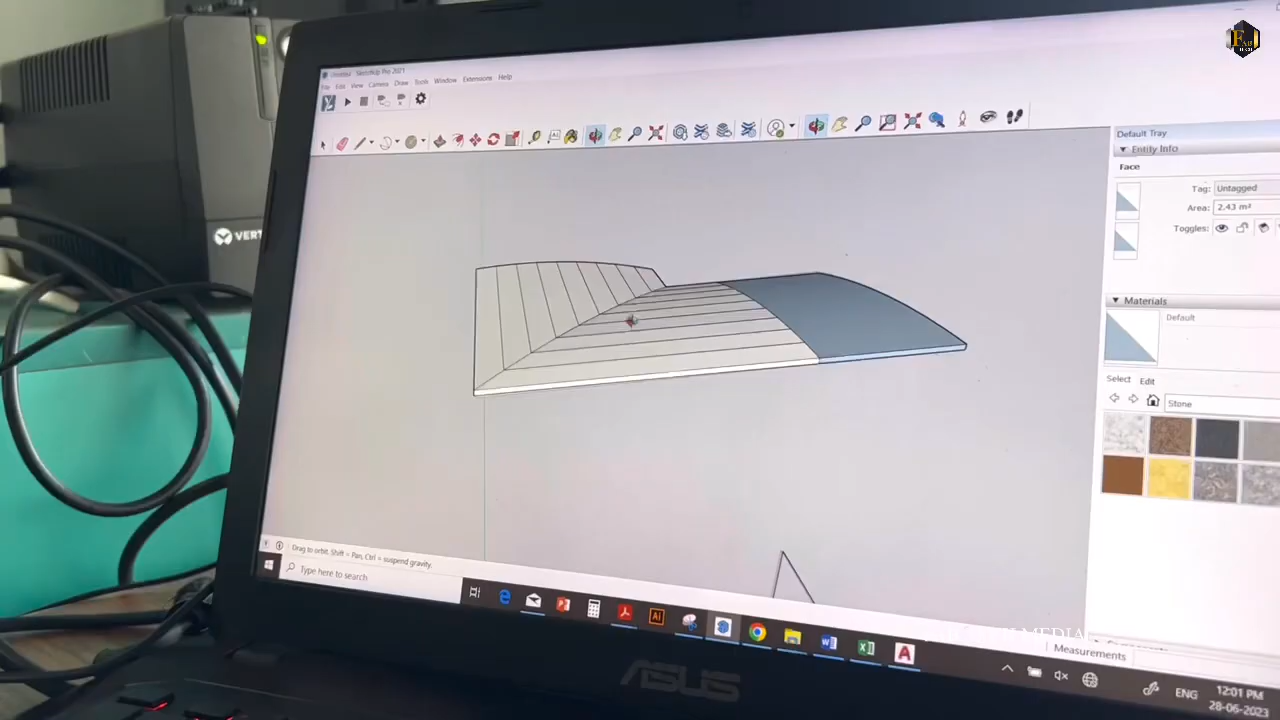 Untitled - SketchUp Pro 2021
File Edit View Camera Draw Tools Window Extensions Help
Default Tray
Entity Info
Face
Tag: Untagged
Area: 2.43 m²
Toggles:
Materials
Default
Select Edit
Stone
VERT
Drag to orbit. Shift = Pan, Ctrl = suspend gravity.
Measurements
Type here to search
ENG
12:01 PM
28-06-2023
ASUS